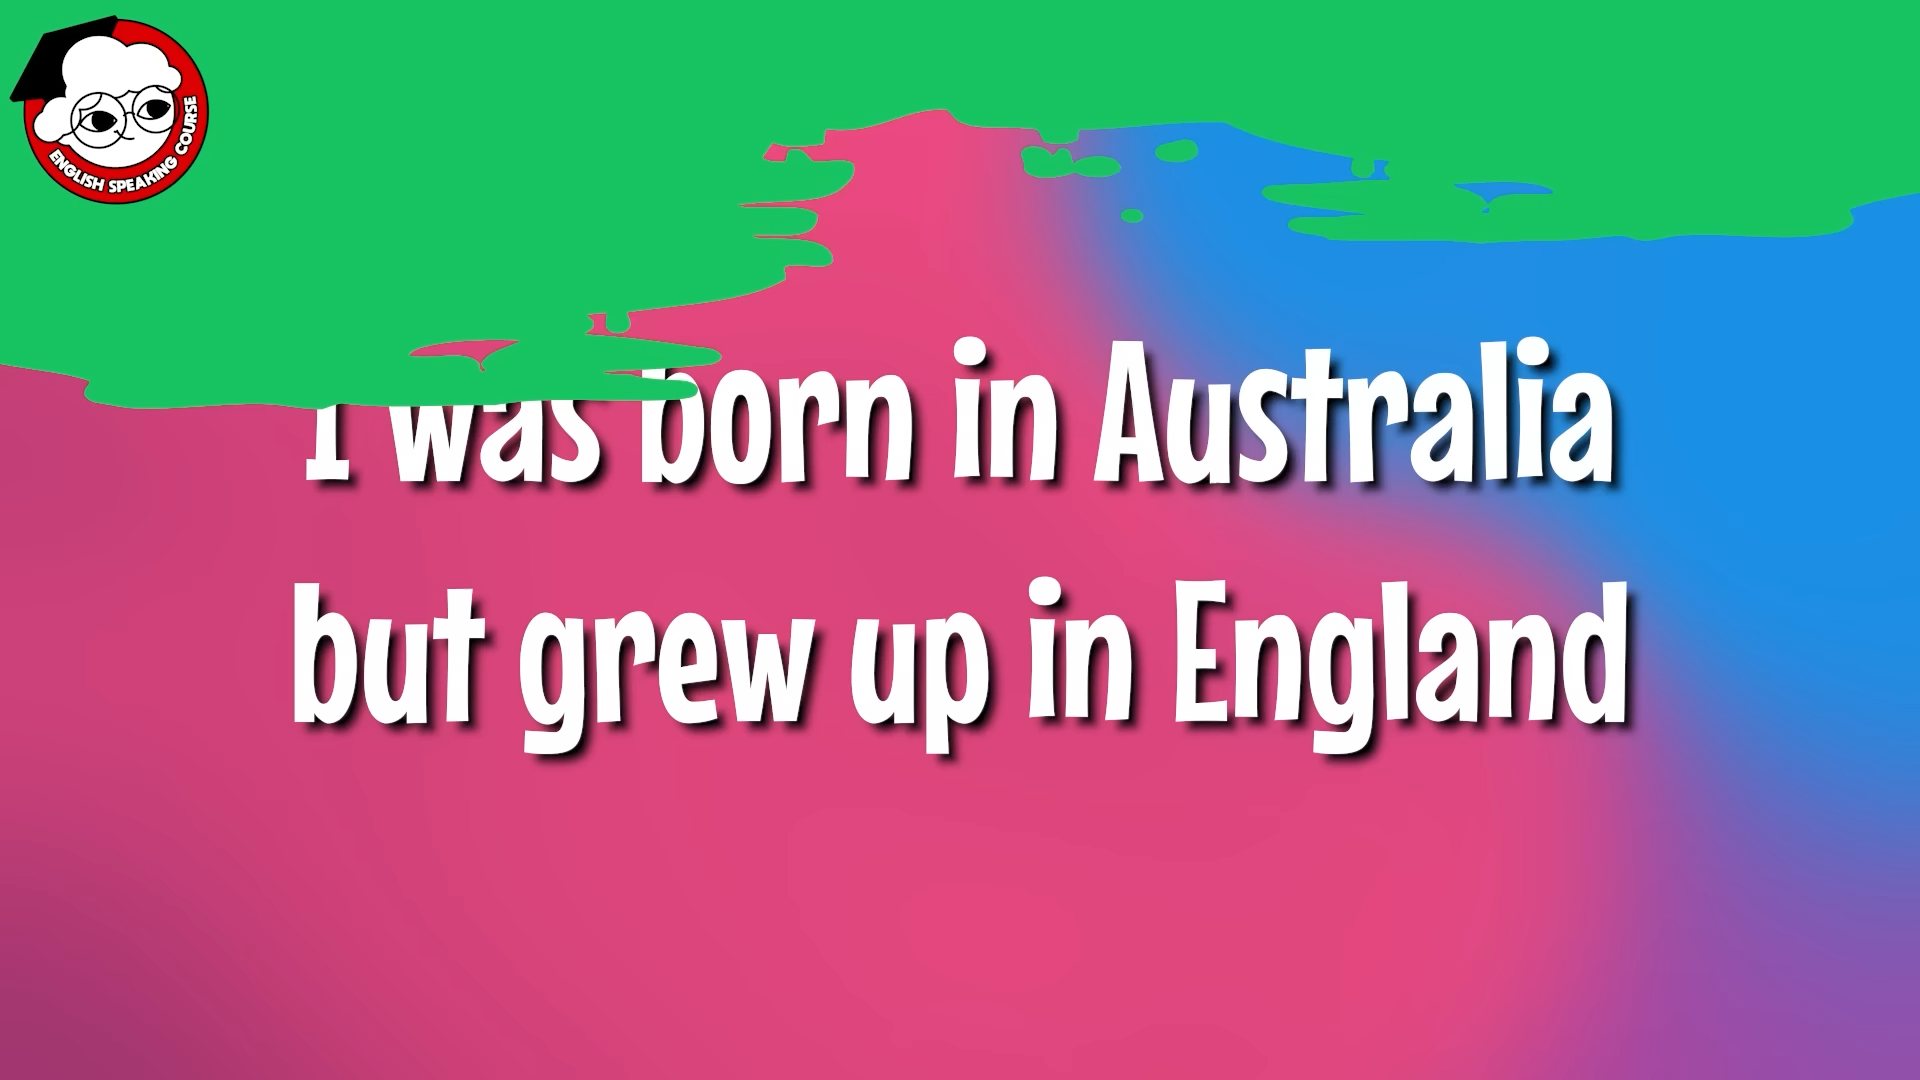 ENGLISH SPEAKING COURSE
I was born in Australia
but grew up in England